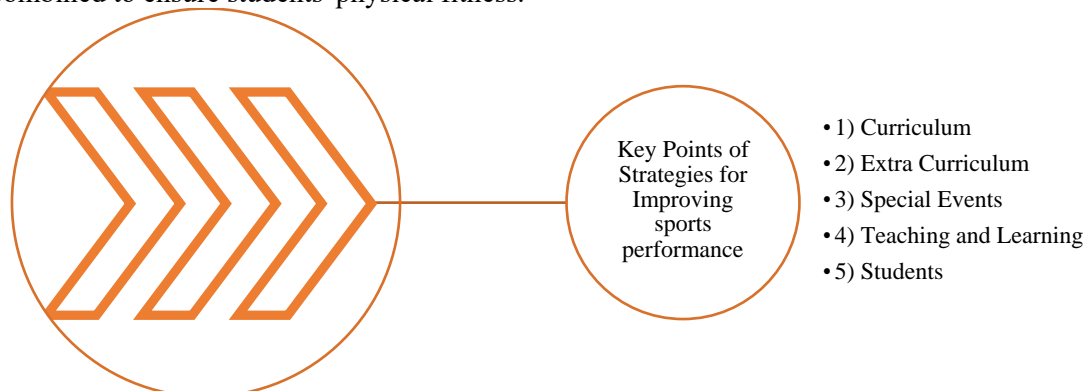 to ensure students' physical fitness.
Key Points of
Strategies for
Improving
sports
performance
• 1) Curriculum
• 2) Extra Curriculum
• 3) Special Events
• 4) Teaching and Learning
• 5) Students